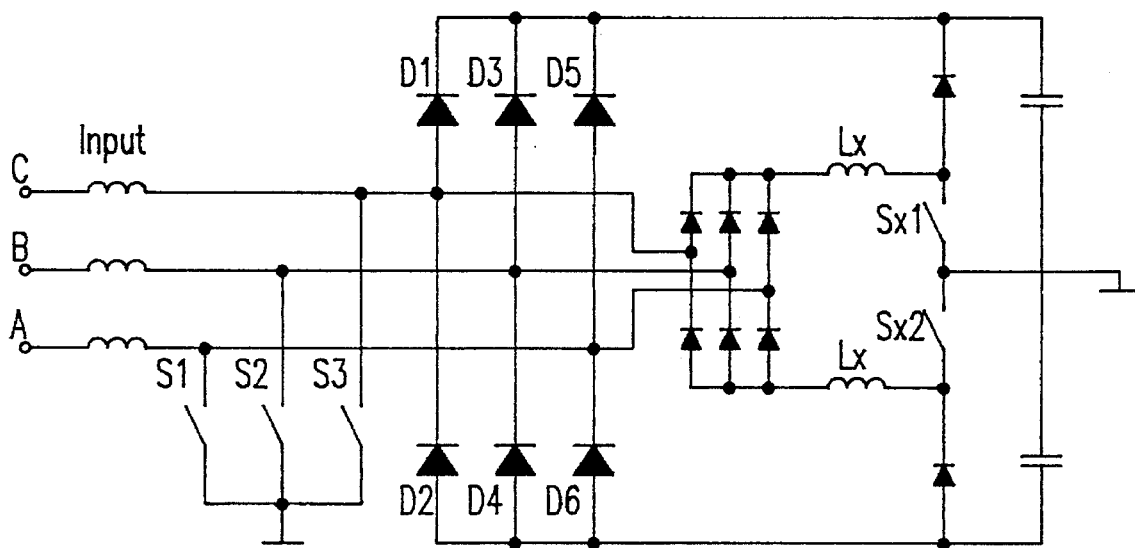 D1 D3 D5
Input
C
Lx
Sx1
B
Sx2
A
Lx
S1 S2 S3
D2 D4 D6